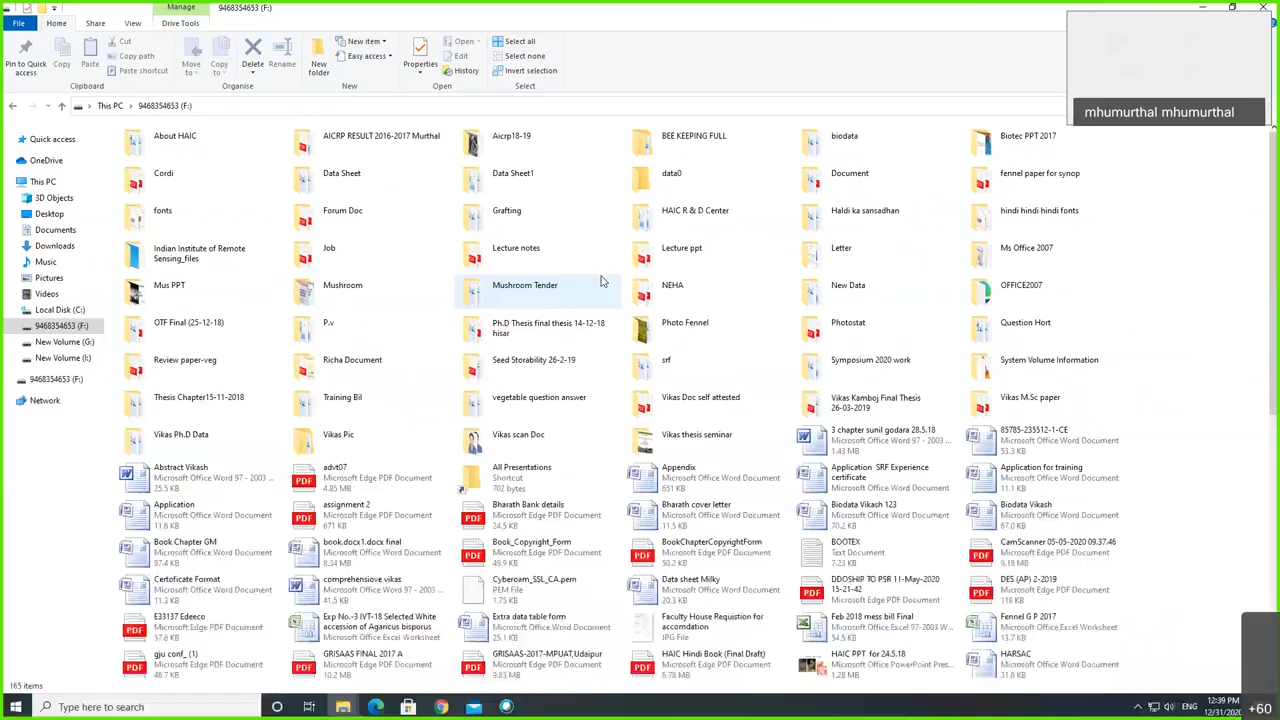 Manage 9468354653 (F:)
File Home Share View Drive Tools
Pin to Quick access
Copy
Paste
Cut
Copy path
Paste shortcut
Clipboard
Move to
Copy to
Delete
Rename
Organise
New folder
New item
Easy access
New
Properties
Open
Edit
History
Open
Select all
Select none
Invert selection
Select
mhumurthal mhumurthal
This PC 9468354653 (F:)
Quick access
OneDrive
This PC
3D Objects
Desktop
Documents
Downloads
Music
Pictures
Videos
Local Disk (C:)
9468354653 (F:)
New Volume (G:)
New Volume (I:)
9468354653 (F:)
Network
About HAIC AICRP RESULT 2016-2017 Murthal Aicrp18-19 BEE KEEPING FULL biodata Biotec PPT 2017
Cordi Data Sheet Data Sheet1 data0 Document fennel paper for synop
fonts Forum Doc Grafting HAIC R & D Center Haldi ka sansadhan hindi hindi hindi fonts
Indian Institute of Remote Sensing_files Job Lecture notes Lecture ppt Letter Ms Office 2007
Mus PPT Mushroom Mushroom Tender NEHA New Data OFFICE2007
OTF Final (25-12-18) P.v Ph.D Thesis final thesis 14-12-18 hisar Photo Fennel Photostat Question Hort
Review paper-veg Richa Document Seed Storability 26-2-19 srf Symposium 2020 work System Volume Information
Thesis Chapter15-11-2018 Training Bil vegetable question answer Vikas Doc self attested Vikas Kamboj Final Thesis 26-03-2019 Vikas M.Sc paper
Vikas Ph.D Data Vikas Pic Vikas scan Doc Vikas thesis seminar 3 chapter sunil godara 28.5.18 85785-235512-1-CE
Microsoft Office Word 97 - 2003 ... Microsoft Office Word Document
1.43 MB 53.3 KB
Abstract Vikash advt07 All Presentations Appendix Application SRF Experience certificate Application for training
Microsoft Office Word 97 - 2003 ... Microsoft Edge PDF Document Shortcut Microsoft Office Word Document Microsoft Office Word Document Microsoft Office Word Document
25.5 KB 4.85 MB 702 bytes 651 KB 11.1 KB
Application assignment 2 Bharath Bank details Bharath cover letter Biodata Vikash 123 Biodata Vikash
Microsoft Office Word Document Microsoft Edge PDF Document Microsoft Edge PDF Document Microsoft Office Word Document Microsoft Office Word Document Microsoft Office Word Document
11.6 KB 671 KB 24.5 KB 11.5 KB 70.2 KB 67.0 KB
Book Chapter GM book.docx1.docx final Book_Copyright_Form BookChapterCopyrightForm BOOTEX CamScanner 05-05-2020 09.37.46
Microsoft Office Word Document Microsoft Office Word Document Microsoft Edge PDF Document Microsoft Edge PDF Document Text Document Microsoft Edge PDF Document
97.4 KB 8.34 MB 49.9 KB 50.2 KB 7.23 KB 9.18 MB
Certoficate Format comprehensiove vikas Cyberoam_SSL_CA.pem Data sheet Milky DDOSHIP TO PSR 11-May-2020 15-21-42 DES (AP) 2-2019
Microsoft Office Word Document Microsoft Office Word 97 - 2003 ... PEM File Microsoft Office Word Document Microsoft Edge PDF Document Microsoft Edge PDF Document
11.3 KB 41.5 KB 1.75 KB 20.3 KB 118 KB
E33137 Edeeco Exp No.-3 IVT-18 Selected White accession of Agaricus bisporus Extra data table form Faculty House Requistion for accomdation Feb 2018 mess bill Final Fennel G P 2017
Microsoft Edge PDF Document Microsoft Office Excel Worksheet Microsoft Office Word Document JPG File Microsoft Office Excel 97-2003 W... Microsoft Office Excel Worksheet
57.6 KB 25.1 KB 54.5 KB 13.7 KB
gju conf_ (1) GRISAAS FINAL 2017 A GRISAAS-2017-MPUAT,Udaipur HAIC Hindi Book (Final Draft) HAIC PPT for 24.5.18 HARSAC
Microsoft Edge PDF Document Microsoft Edge PDF Document Microsoft Edge PDF Document Microsoft Edge PDF Document Microsoft Office PowerPoint Pres... Microsoft Office Word Document
48.7 KB 10.2 MB 9.83 MB 6.78 MB 1.28 MB 31.8 KB
165 items
Type here to search
ENG
12:39 PM
12/31/2020
+60